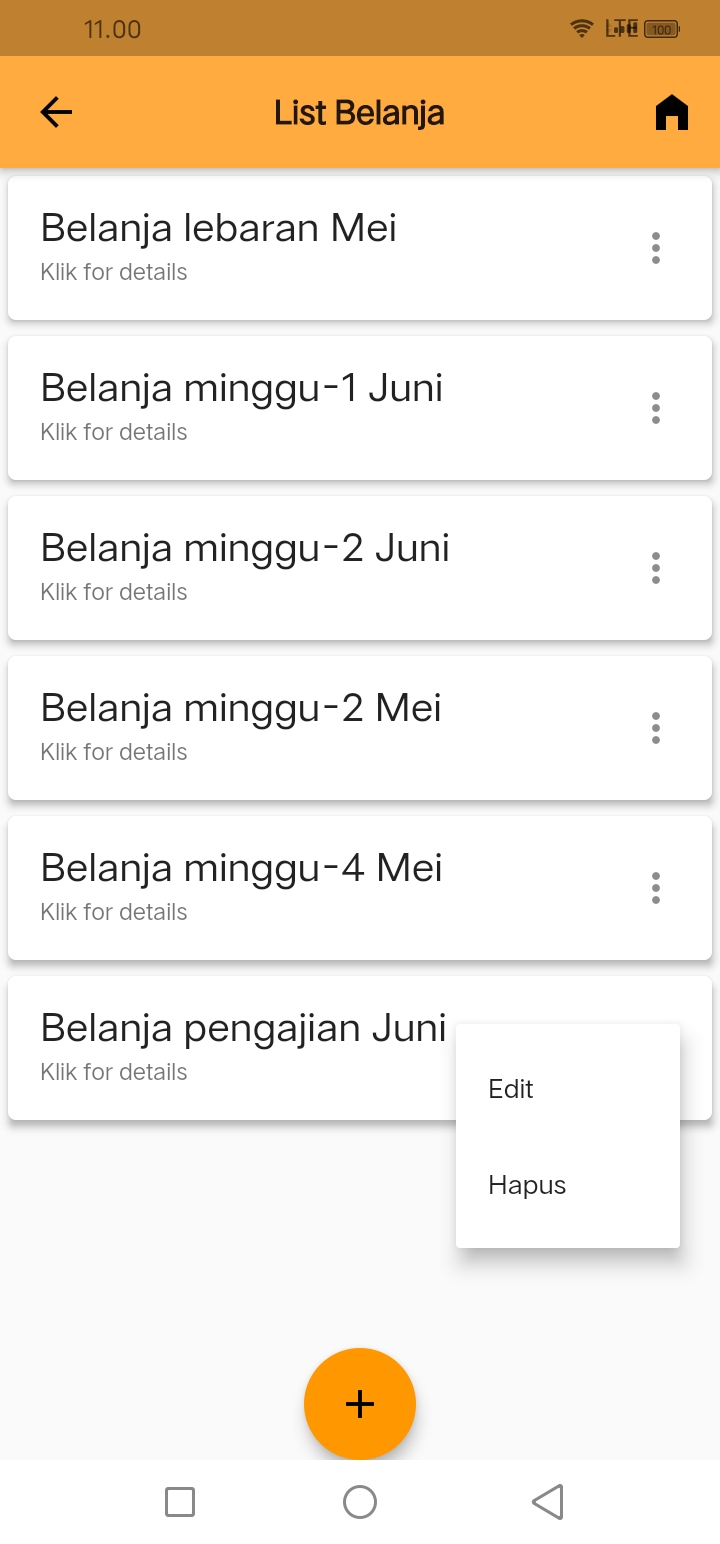 11.00
LTE 100
List Belanja
Belanja lebaran Mei
Klik for details
Belanja minggu-1 Juni
Klik for details
Belanja minggu-2 Juni
Klik for details
Belanja minggu-2 Mei
Klik for details
Belanja minggu-4 Mei
Klik for details
Belanja pengajian Juni
Klik for details
Edit
Hapus